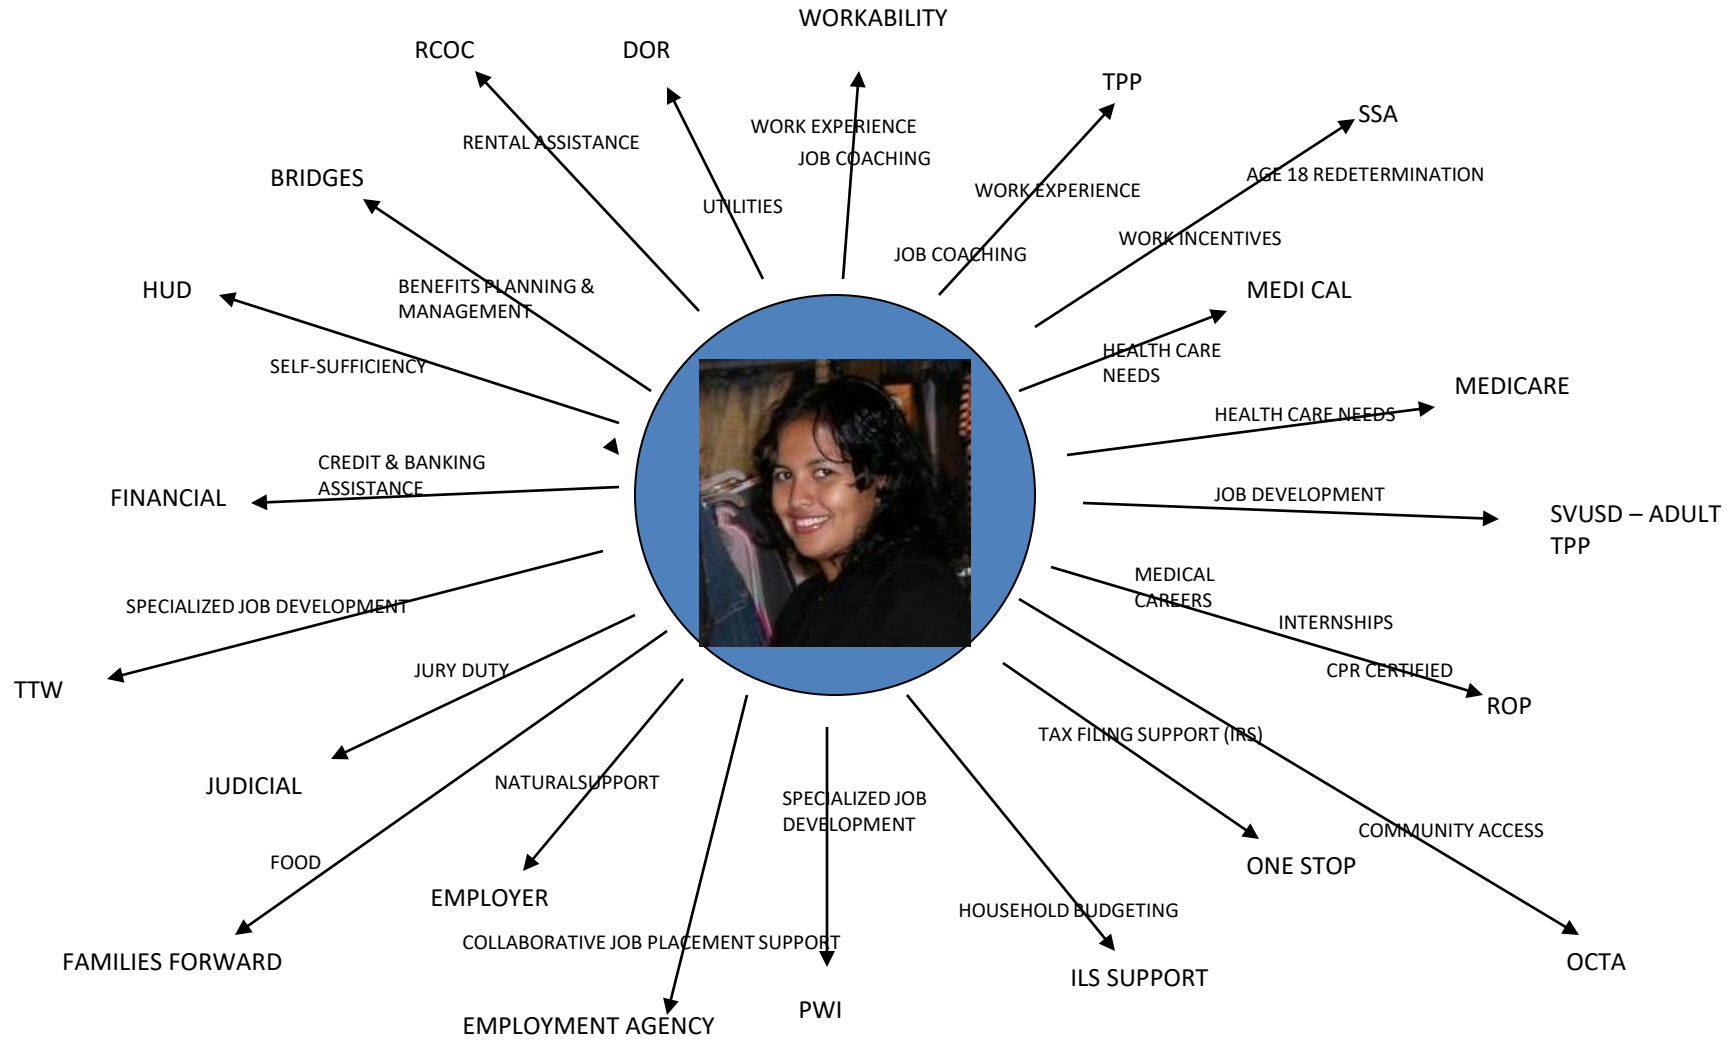 WORKABILITY
RCOC
DOR
TPP
SSA
WORK EXPERIENCE
RENTAL ASSISTANCE
JOB COACHING
AGE 18 REDETERMINATION
BRIDGES
WORK EXPERIENCE
UTILITIES
WORK INCENTIVES
JOB COACHING
HUD
BENEFITS PLANNING &
MANAGEMENT
MEDI CAL
HEALTH CARE
NEEDS
SELF-SUFFICIENCY
MEDICARE
HEALTH CARE NEEDS
CREDIT & BANKING
ASSISTANCE
FINANCIAL
JOB DEVELOPMENT
SVUSD – ADULT
TPP
MEDICAL
CAREERS
SPECIALIZED JOB DEVELOPMENT
INTERNSHIPS
JURY DUTY
CPR CERTIFIED
TTW
ROP
TAX FILING SUPPORT (IRS)
JUDICIAL
NATURALSUPPORT
SPECIALIZED JOB
DEVELOPMENT
COMMUNITY ACCESS
FOOD
ONE STOP
EMPLOYER
HOUSEHOLD BUDGETING
COLLABORATIVE JOB PLACEMENT SUPPORT
FAMILIES FORWARD
OCTA
ILS SUPPORT
PWI
EMPLOYMENT AGENCY